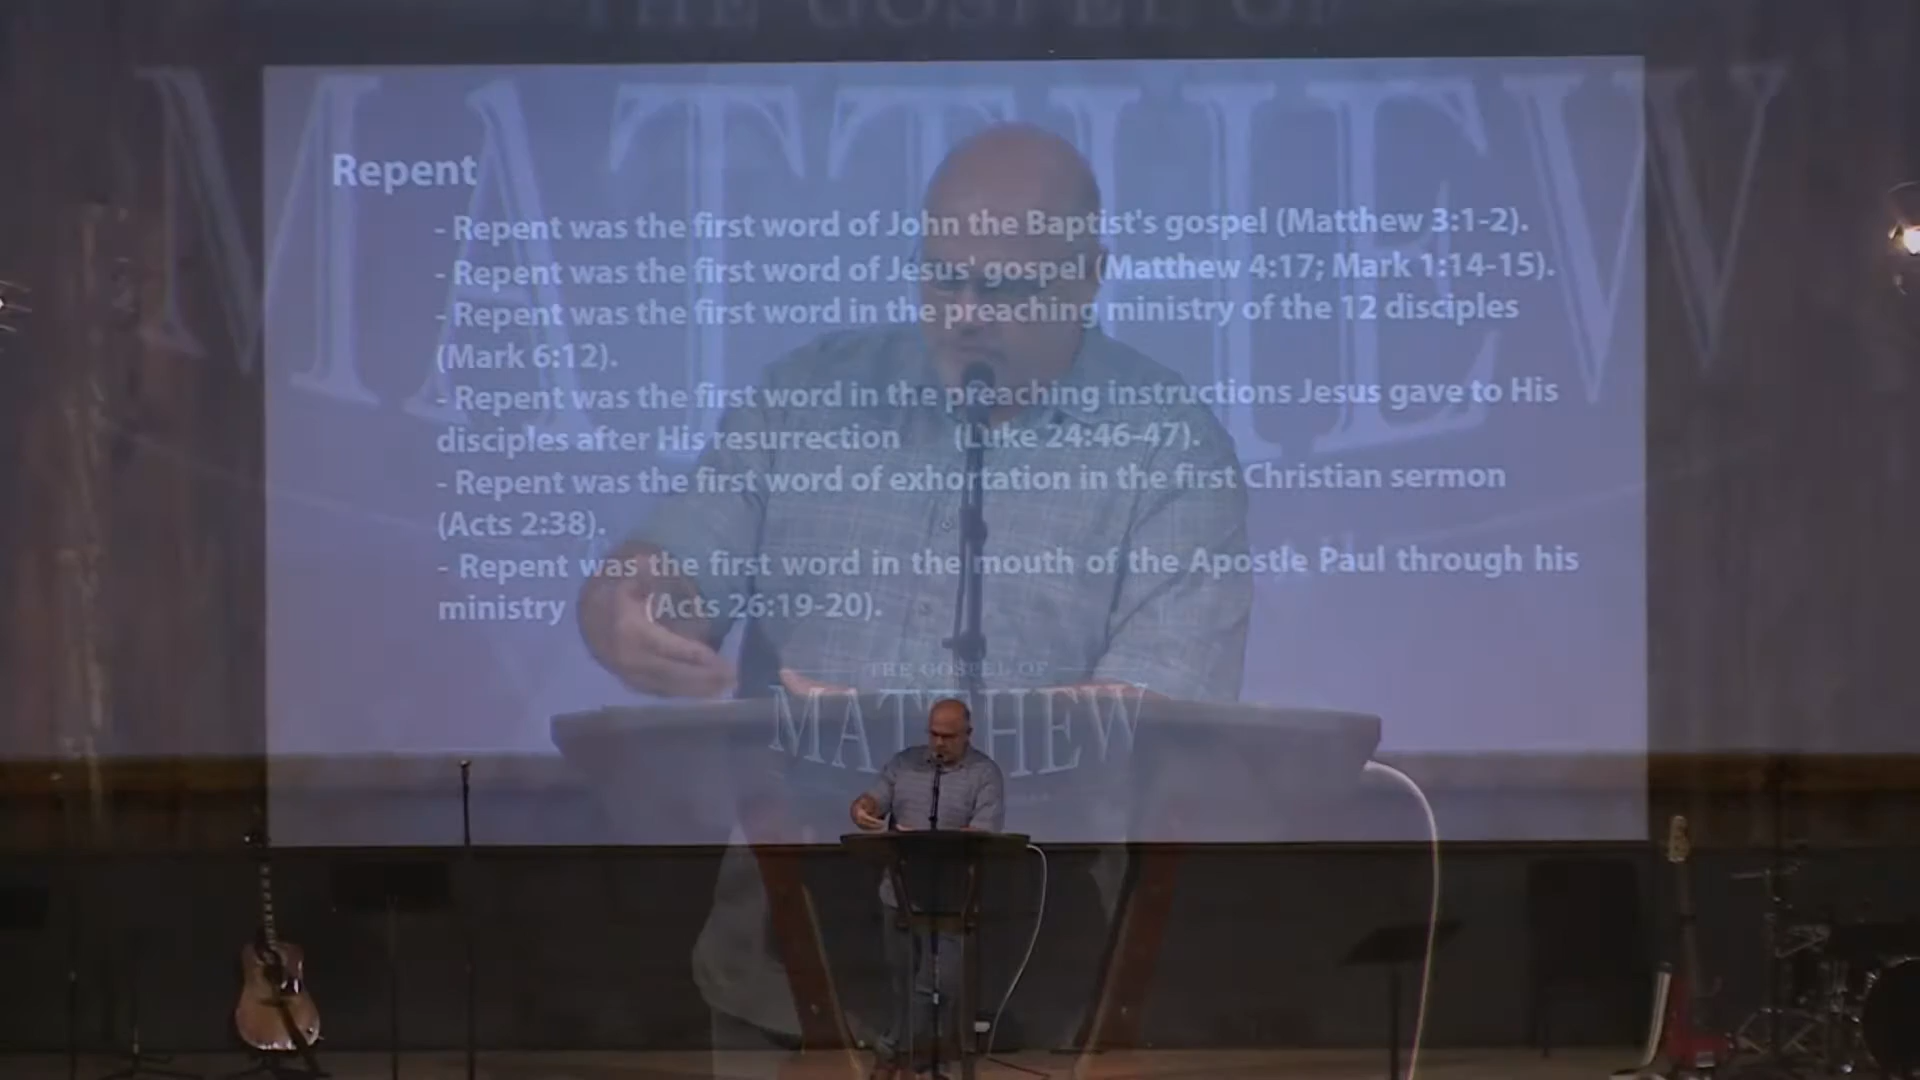 THE GOSPEL OF
MATTHEW
Repent
- Repent was the first word of John the Baptist's gospel (Matthew 3:1-2).
- Repent was the first word of Jesus' gospel (Matthew 4:17; Mark 1:14-15).
- Repent was the first word in the preaching ministry of the 12 disciples
(Mark 6:12).
- Repent was the first word in the preaching instructions Jesus gave to His
disciples after His resurrection (Luke 24:46-47).
- Repent was the first word of exhortation in the first Christian sermon
(Acts 2:38).
- Repent was the first word in the mouth of the Apostle Paul through his
ministry (Acts 26:19-20).
THE GOSPEL OF
MATTHEW